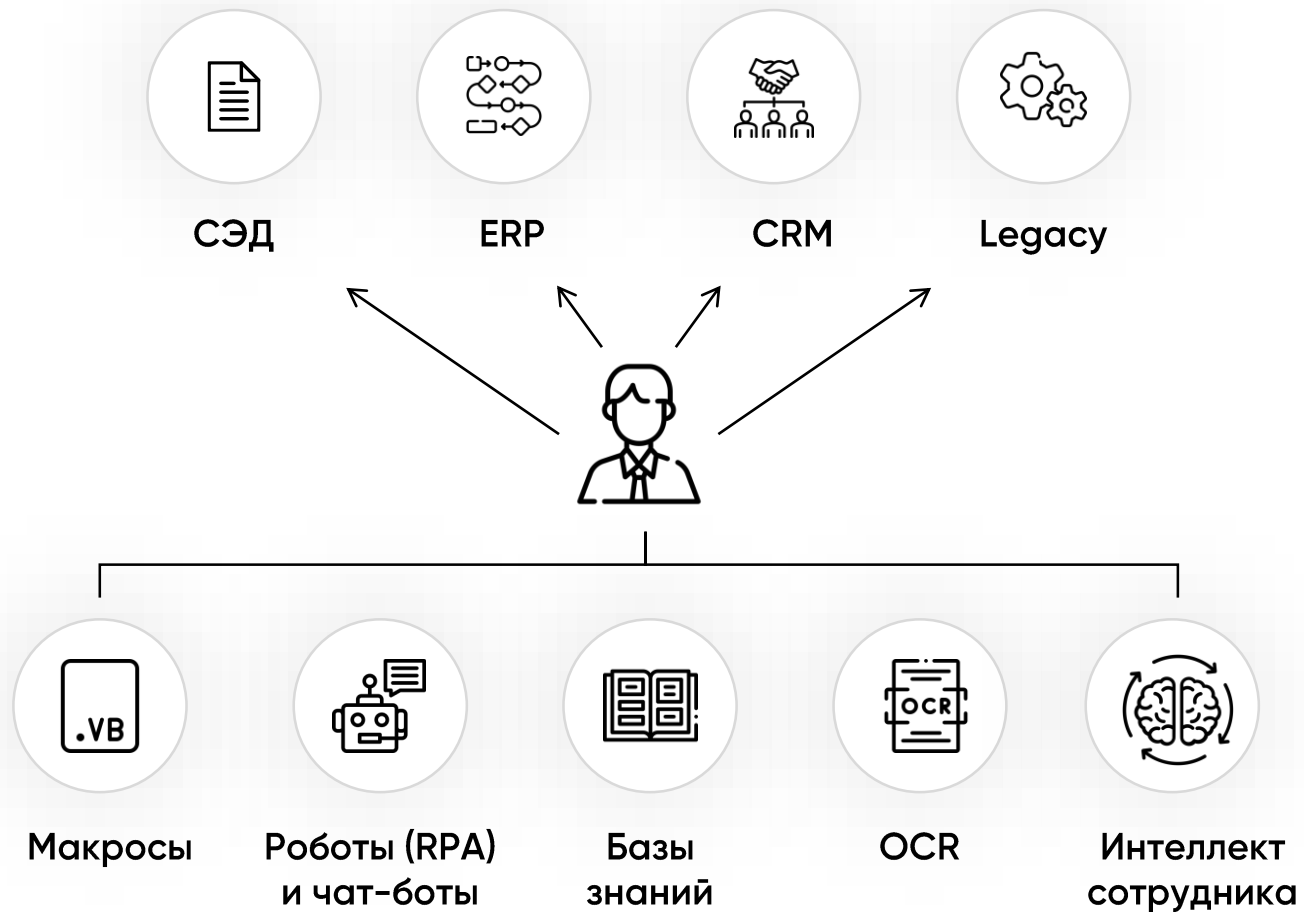 СЭД
ERP
CRM
Legacy
.VB
OCR
Макросы
Роботы (RPA)
и чат-боты
Базы
знаний
OCR
Интеллект
сотрудника